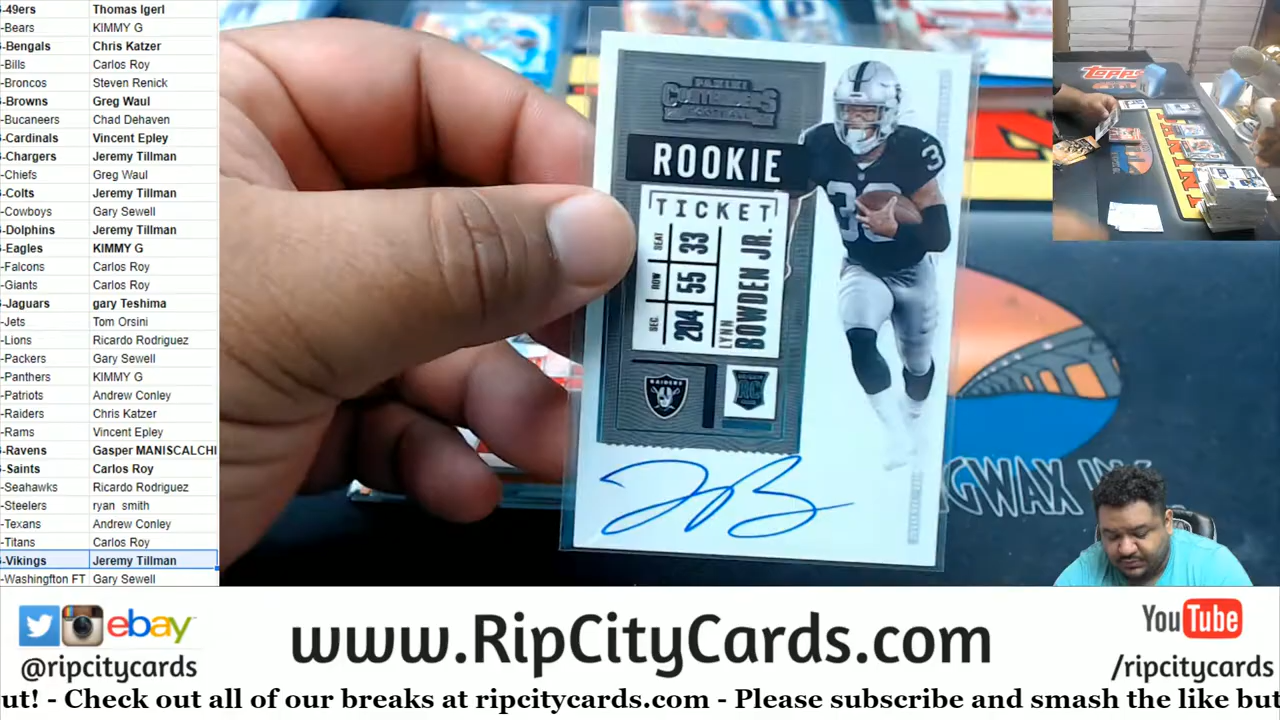 -49ers Thomas Igerl
-Bears KIMMY G
-Bengals Chris Katzer
-Bills Carlos Roy
-Broncos Steven Renick
-Browns Greg Waul
-Bucaneers Chad Dehaven
-Cardinals Vincent Epley
-Chargers Jeremy Tillman
-Chiefs Greg Waul
-Colts Jeremy Tillman
-Cowboys Gary Sewell
-Dolphins Jeremy Tillman
-Eagles KIMMY G
-Falcons Carlos Roy
-Giants Carlos Roy
-Jaguars gary Teshima
-Jets Tom Orsini
-Lions Ricardo Rodriguez
-Packers Gary Sewell
-Panthers KIMMY G
-Patriots Andrew Conley
-Raiders Chris Katzer
-Rams Vincent Epley
-Ravens Gasper MANISCALCHI
-Saints Carlos Roy
-Seahawks Ricardo Rodriguez
-Steelers ryan smith
-Texans Andrew Conley
-Titans Carlos Roy
-Vikings Jeremy Tillman
-Washingfton FT Gary Sewell
PANINI
CONTENDERS
FOOTBALL
ROOKIE
TICKET
SEAT 33
ROW 55
SEC. 204
LYNN
BOWDEN JR.
RAIDERS
RC
33
3
TOPPS
GWAX INC
ebay
@ripcitycards
www.RipCityCards.com
YouTube
/ripcitycards
ut! - Check out all of our breaks at ripcitycards.com - Please subscribe and smash the like but